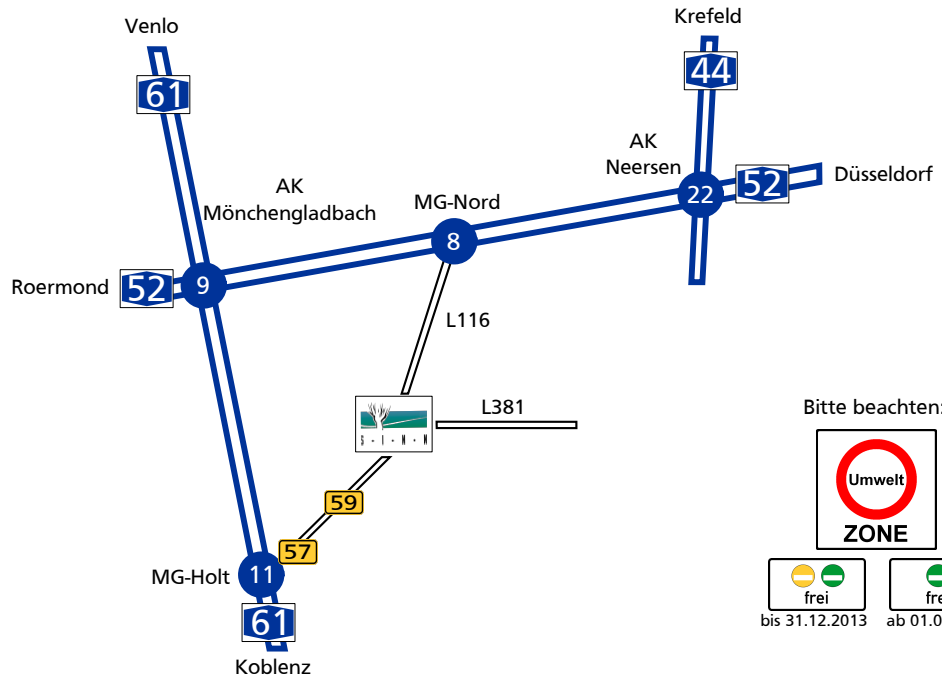 Venlo
Krefeld
61
44
AK
Neersen
52
Düsseldorf
22
AK
Mönchengladbach
MG-Nord
8
Roermond
52
9
L116
L381
S · I · N · N
Bitte beachten:
Umwelt
ZONE
59
57
MG-Holt
11
frei
bis 31.12.2013
61
Koblenz